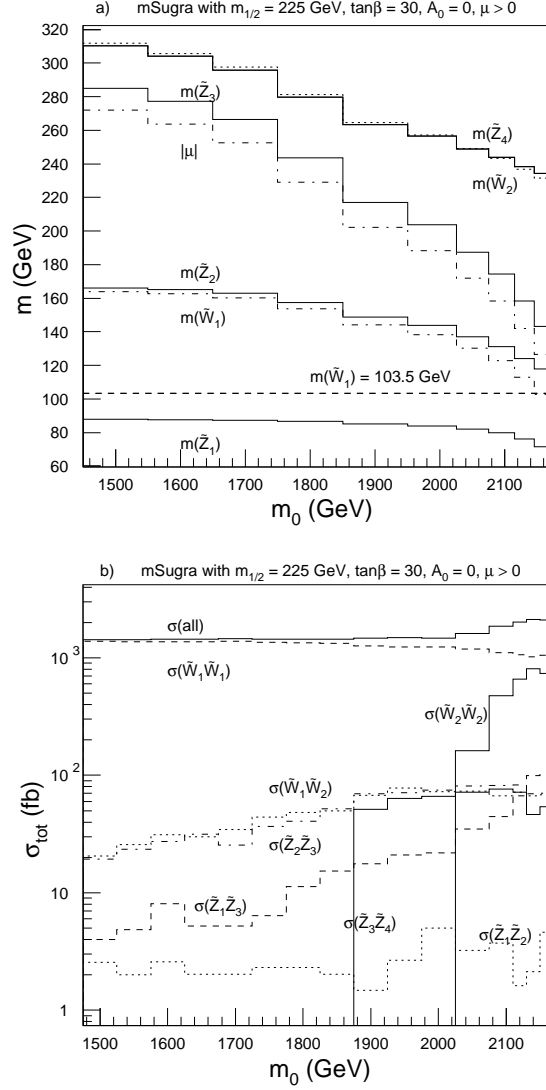 a) mSugra with m1/2 = 225 GeV, tanβ = 30, A0 = 0, μ > 0
320
300
280
260
240
220
200
180
160
140
120
100
80
60
m (GeV)
m(Z̃3)
m(Z̃4)
|μ|
m(W̃2)
m(Z̃2)
m(W̃1)
m(W̃1) = 103.5 GeV
m(Z̃1)
1500 1600 1700 1800 1900 2000 2100
m0 (GeV)
b) mSugra with m1/2 = 225 GeV, tanβ = 30, A0 = 0, μ > 0
10^3
10^2
10
1
σtot (fb)
σ(all)
σ(W̃1W̃1)
σ(W̃2W̃2)
σ(W̃1W̃2)
σ(Z̃2Z̃3)
σ(Z̃1Z̃3)
σ(Z̃3Z̃4)
σ(Z̃1Z̃2)
1500 1600 1700 1800 1900 2000 2100
m0 (GeV)